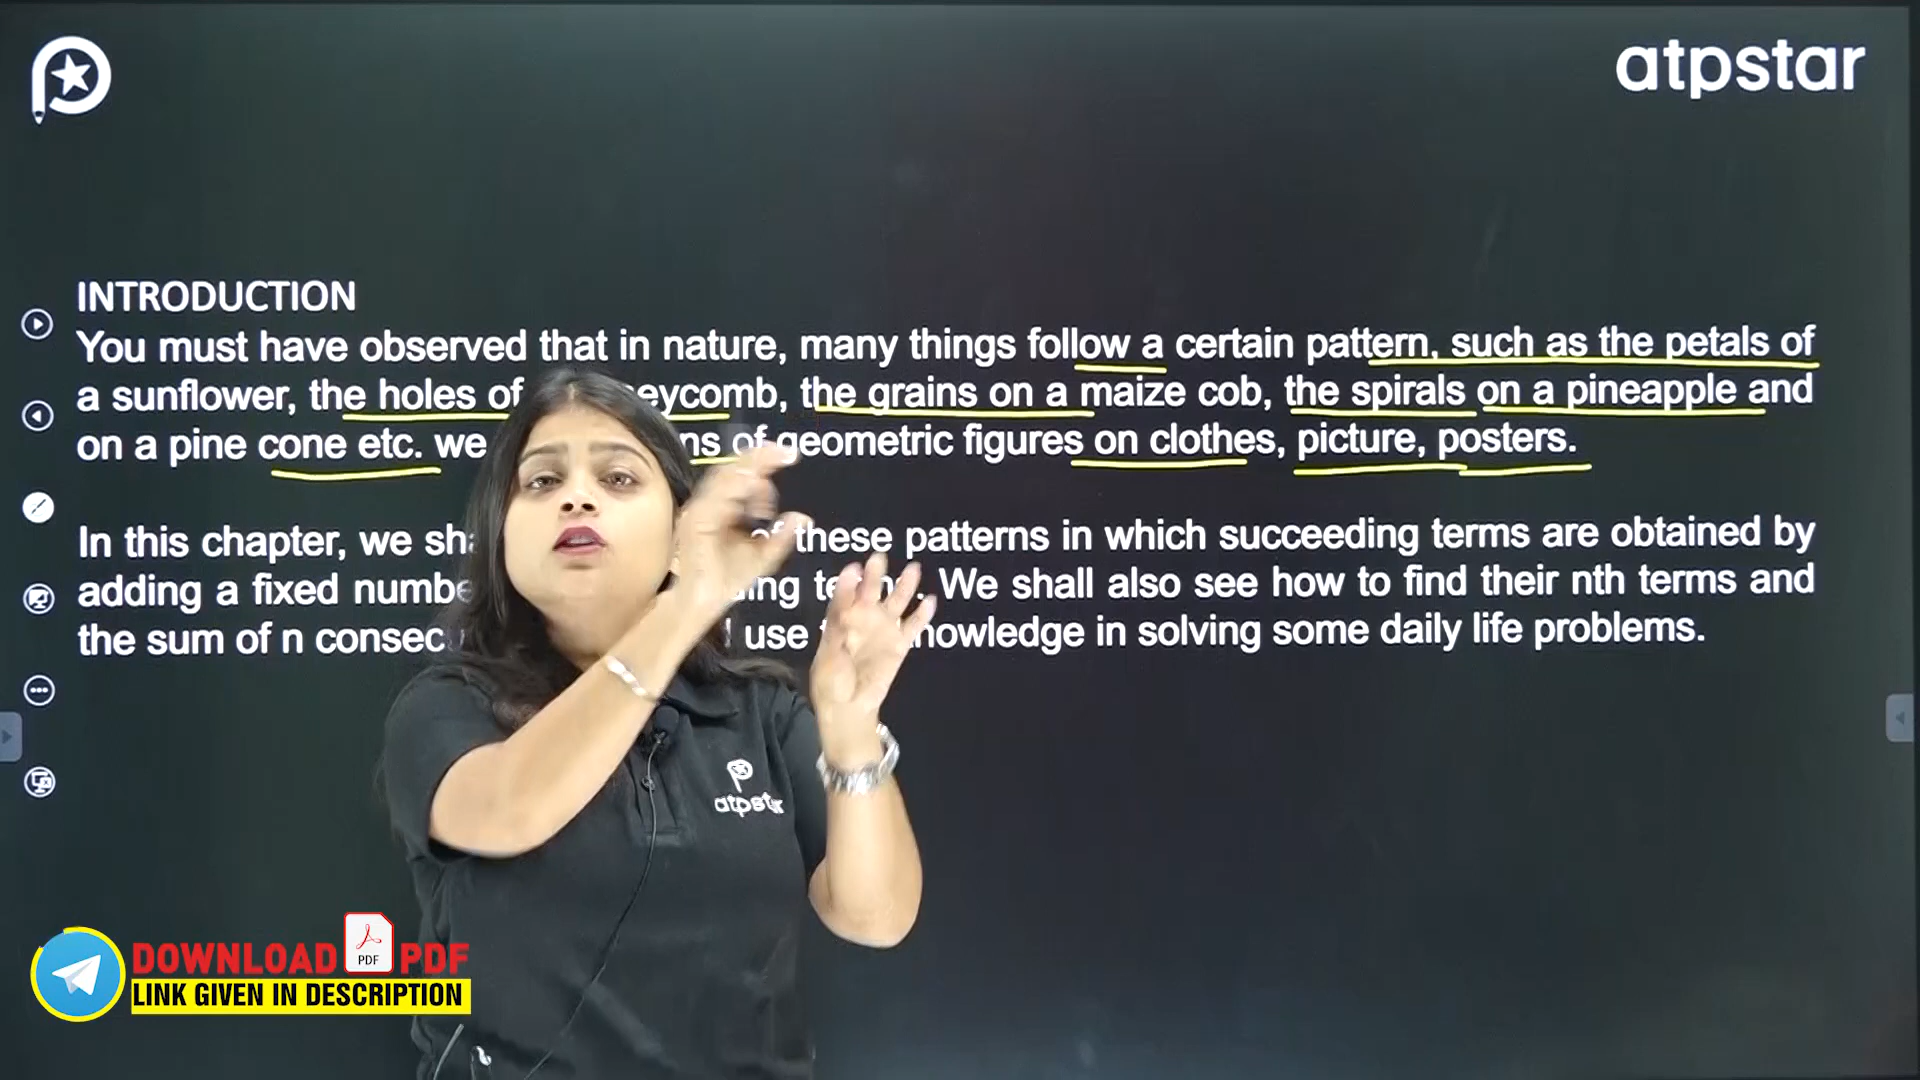 atpstar
INTRODUCTION
You must have observed that in nature, many things follow a certain pattern, such as the petals of
a sunflower, the holes of eycomb, the grains on a maize cob, the spirals on a pineapple and
on a pine cone etc. we of geometric figures on clothes, picture, posters.
In this chapter, we of these patterns in which succeeding terms are obtained by
adding a fixed We shall also see how to find their nth terms and
the sum of n use knowledge in solving some daily life problems.
atpstar
DOWNLOAD PDF PDF
LINK GIVEN IN DESCRIPTION